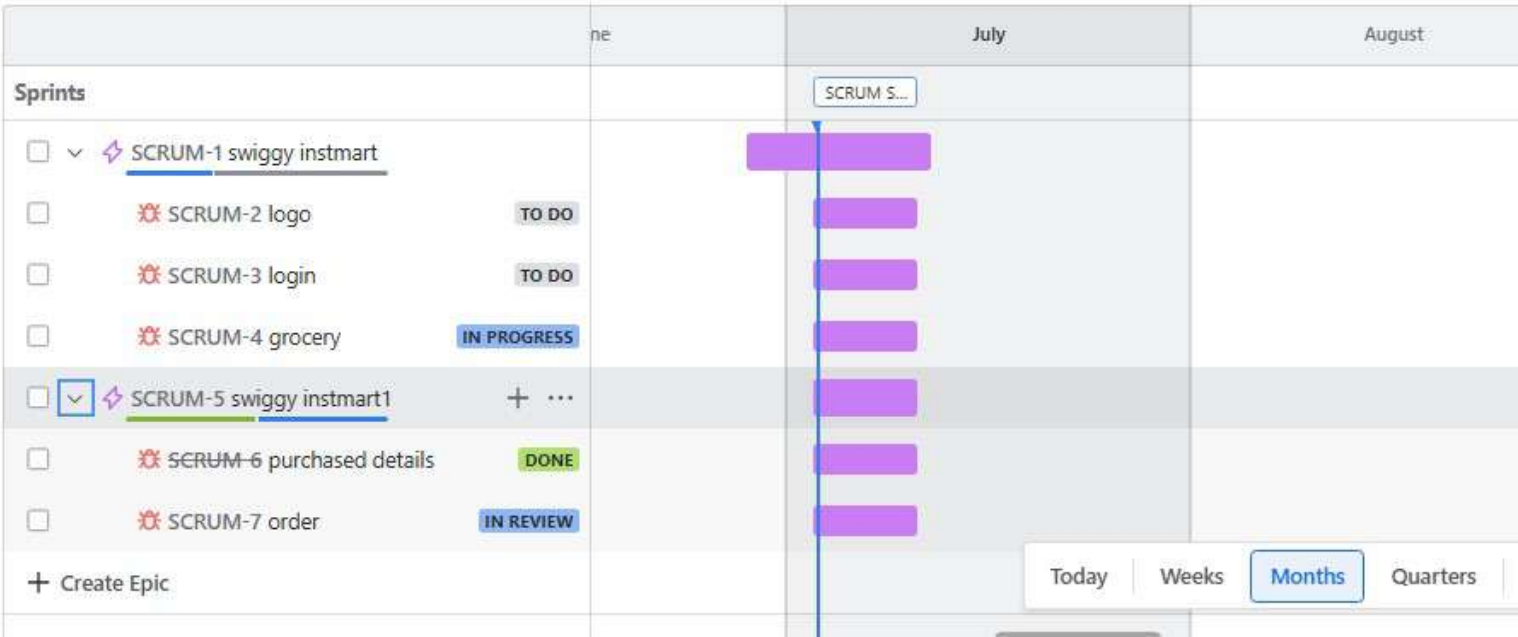 ne July August
Sprints SCRUM S...
SCRUM-1 swiggy instmart
SCRUM-2 logo TO DO
SCRUM-3 login TO DO
SCRUM-4 grocery IN PROGRESS
SCRUM-5 swiggy instmart1
SCRUM-6 purchased details DONE
SCRUM-7 order IN REVIEW
+ Create Epic Today Weeks Months Quarters